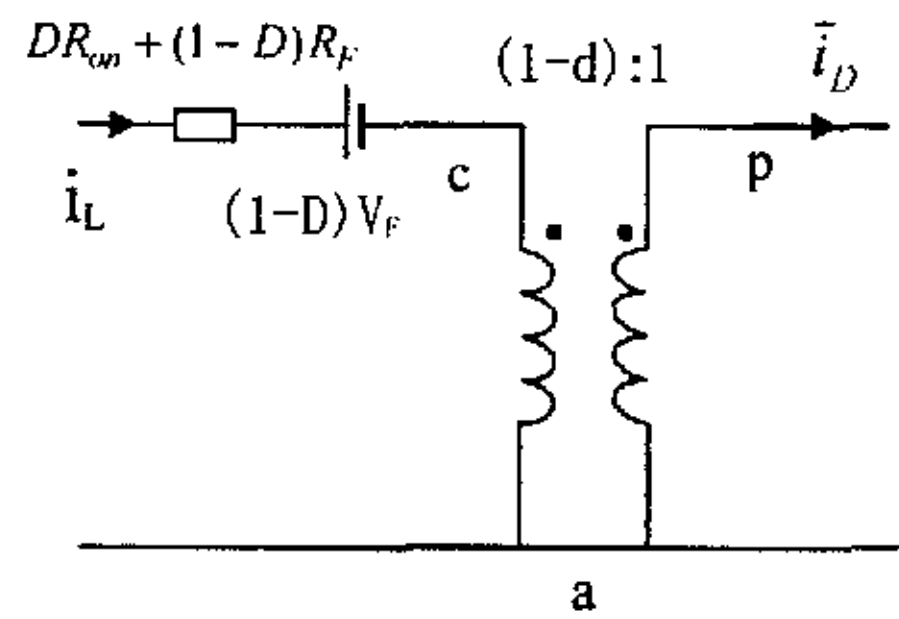 DR_on + (1 - D)R_F
(1-d):1
ī_D
i_L
(1-D)V_F
c
p
a